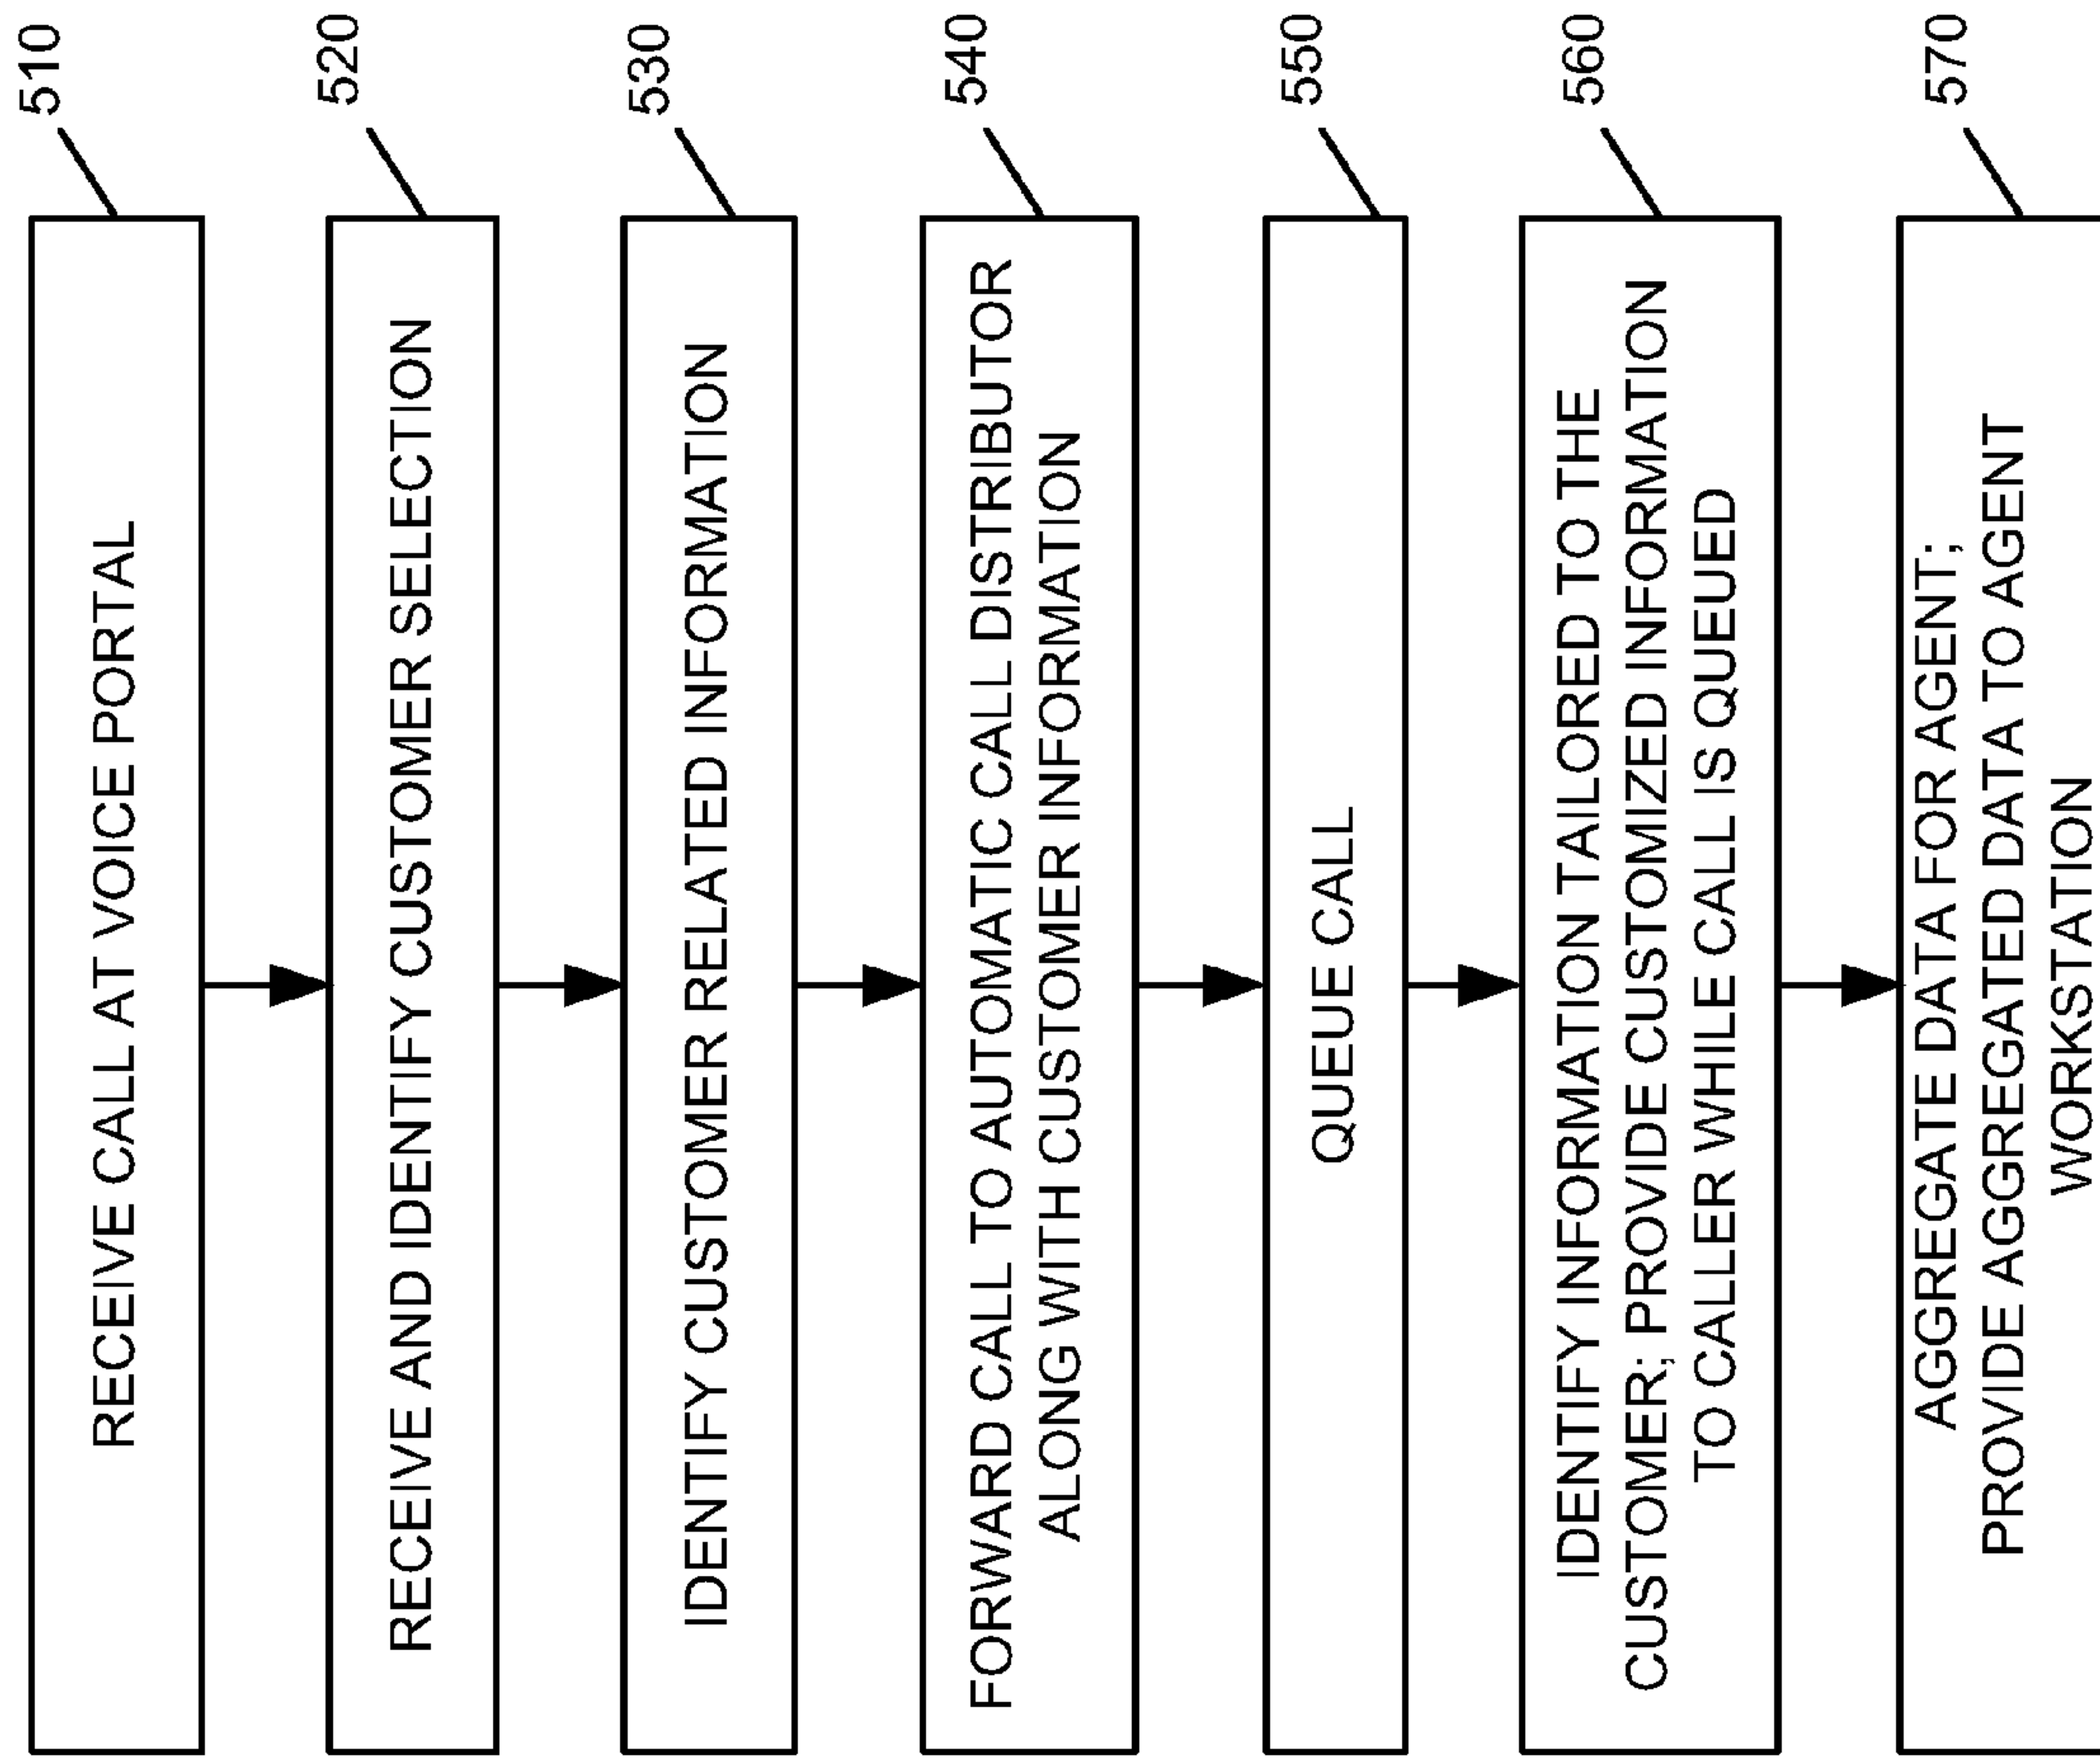 510
RECEIVE CALL AT VOICE PORTAL
520
RECEIVE AND IDENTIFY CUSTOMER SELECTION
530
IDENTIFY CUSTOMER RELATED INFORMATION
540
FORWARD CALL TO AUTOMATIC CALL DISTRIBUTOR
ALONG WITH CUSTOMER INFORMATION
550
QUEUE CALL
560
IDENTIFY INFORMATION TAILORED TO THE
CUSTOMER; PROVIDE CUSTOMIZED INFORMATION
TO CALLER WHILE CALL IS QUEUED
570
AGGREGATE DATA FOR AGENT;
PROVIDE AGGREGATED DATA TO AGENT
WORKSTATION